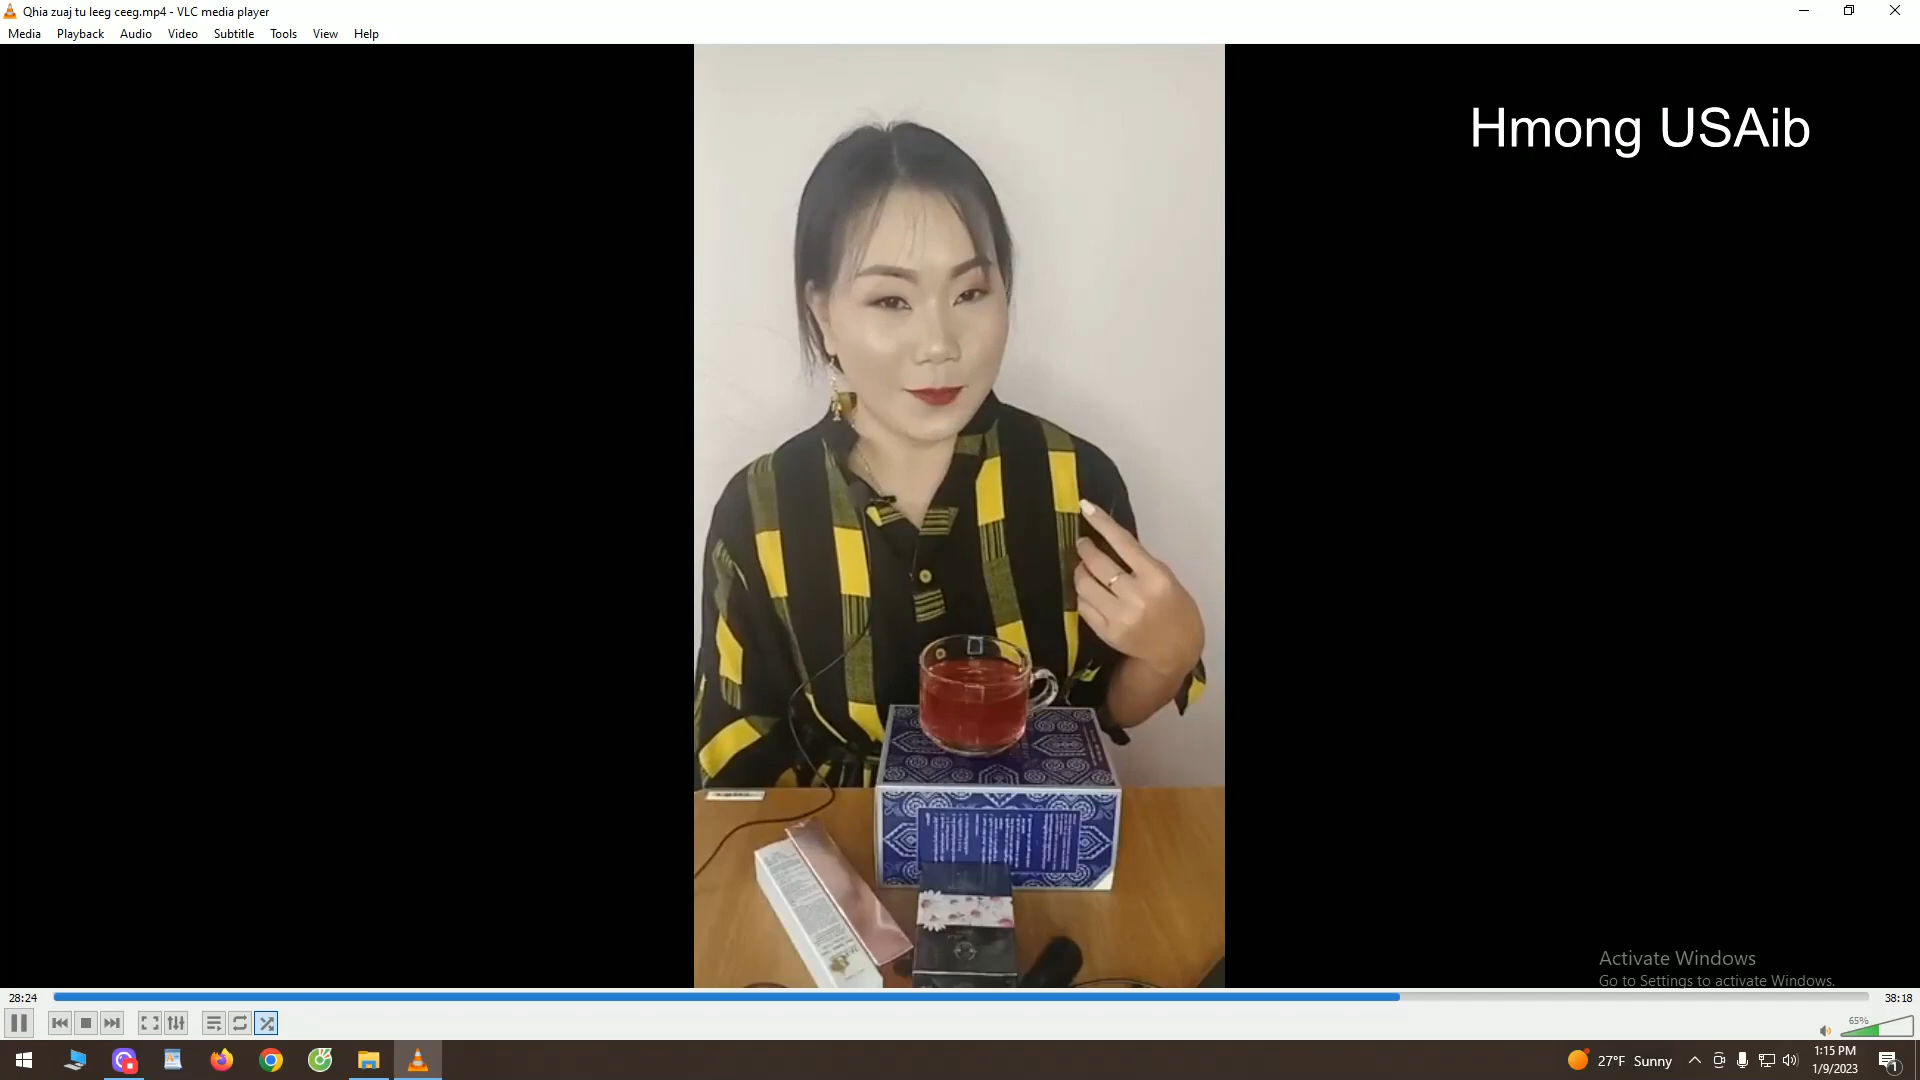 Qhia zuaj tu leeg ceeg.mp4 - VLC media player
Media Playback Audio Video Subtitle Tools View Help
Hmong USAib
Activate Windows
Go to Settings to activate Windows.
28:24
38:18
65%
27°F Sunny
1:15 PM
1/9/2023
1